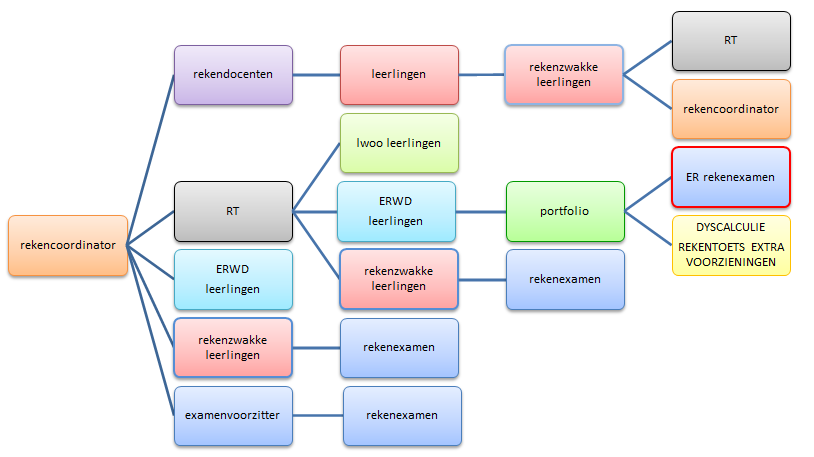 rekencoordinator
rekendocenten
leerlingen
rekenzwakke
leerlingen
RT
rekencoordinator
RT
lwoo leerlingen
ERWD
leerlingen
portfolio
ER rekenexamen
DYSCALCULIE
REKENTOETS EXTRA
VOORZIENINGEN
rekenzwakke
leerlingen
rekenexamen
ERWD
leerlingen
rekenzwakke
leerlingen
rekenexamen
examenvoorzitter
rekenexamen